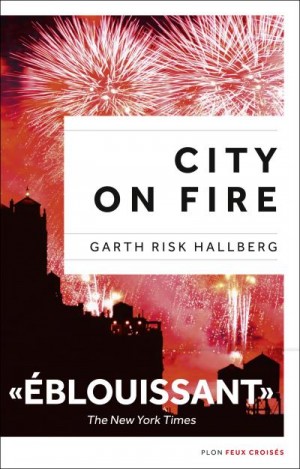 CITY
ON FIRE
GARTH RISK HALLBERG
«ÉBLOUISSANT»
The New York Times
PLON FEUX CROISÉS